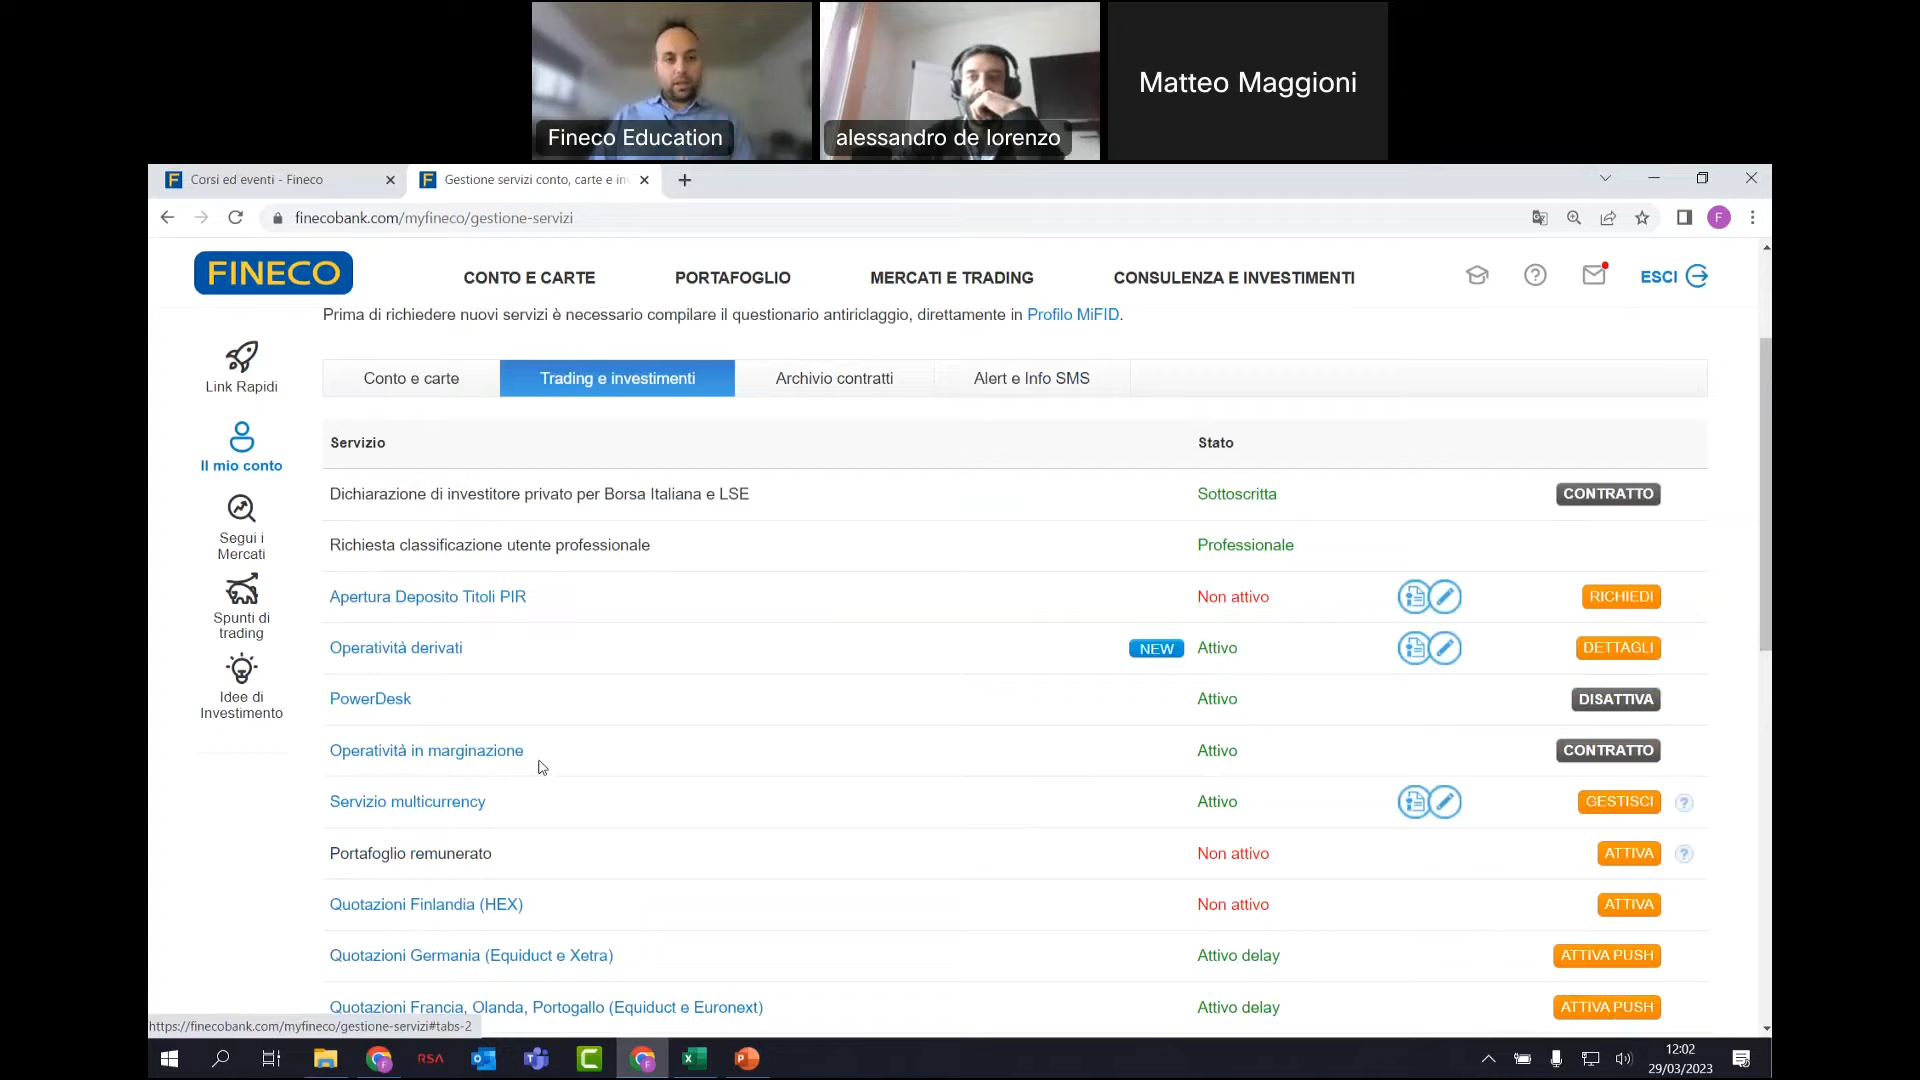 Fineco Education
alessandro de lorenzo
Matteo Maggioni
Corsi ed eventi - Fineco
Gestione servizi conto, carte e in
finecobank.com/myfineco/gestione-servizi
F
FINECO
CONTO E CARTE
PORTAFOGLIO
MERCATI E TRADING
CONSULENZA E INVESTIMENTI
ESCI
Prima di richiedere nuovi servizi è necessario compilare il questionario antiriclaggio, direttamente in Profilo MiFID.
Link Rapidi
Il mio conto
Segui i
Mercati
Spunti di
trading
Idee di
Investimento
Conto e carte
Trading e investimenti
Archivio contratti
Alert e Info SMS
Servizio Stato
Dichiarazione di investitore privato per Borsa Italiana e LSE Sottoscritta CONTRATTO
Richiesta classificazione utente professionale Professionale
Apertura Deposito Titoli PIR Non attivo RICHIEDI
Operatività derivati NEW Attivo DETTAGLI
PowerDesk Attivo DISATTIVA
Operatività in marginazione Attivo CONTRATTO
Servizio multicurrency Attivo GESTISCI ?
Portafoglio remunerato Non attivo ATTIVA ?
Quotazioni Finlandia (HEX) Non attivo ATTIVA
Quotazioni Germania (Equiduct e Xetra) Attivo delay ATTIVA PUSH
Quotazioni Francia, Olanda, Portogallo (Equiduct e Euronext) Attivo delay ATTIVA PUSH
https://finecobank.com/myfineco/gestione-servizi#tabs-2
RSA
12:02
29/03/2023